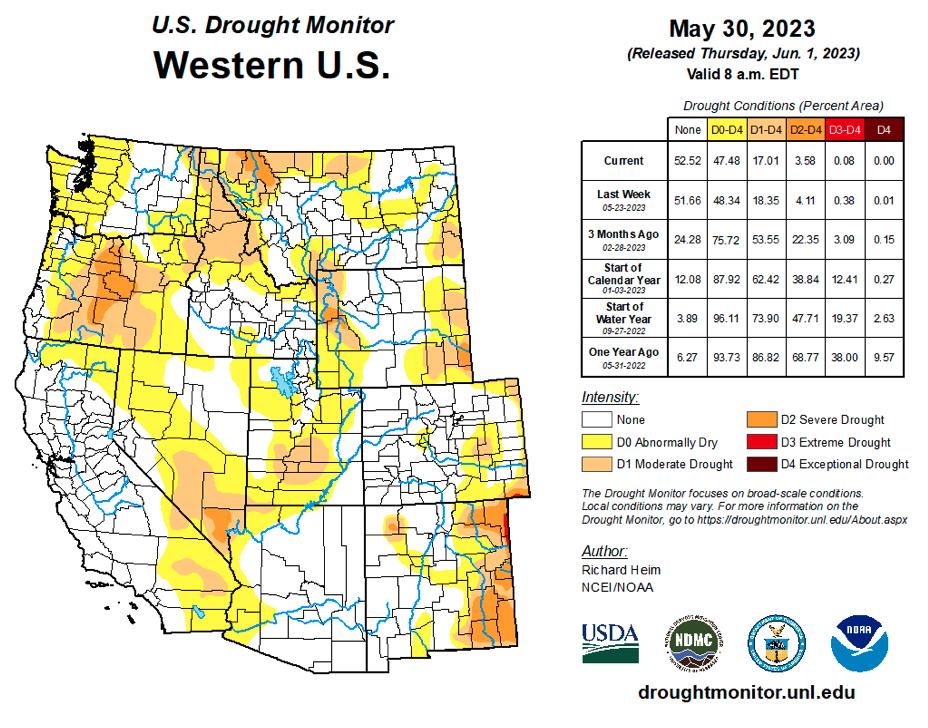 U.S. Drought Monitor
Western U.S.
May 30, 2023
(Released Thursday, Jun. 1, 2023)
Valid 8 a.m. EDT
Drought Conditions (Percent Area)
None D0-D4 D1-D4 D2-D4 D3-D4 D4
Current 52.52 47.48 17.01 3.58 0.08 0.00
Last Week
05-23-2023 51.66 48.34 18.35 4.11 0.38 0.01
3 Months Ago
02-28-2023 24.28 75.72 53.55 22.35 3.09 0.15
Start of
Calendar Year
01-03-2023 12.08 87.92 62.42 38.84 12.41 0.27
Start of
Water Year
09-27-2022 3.89 96.11 73.90 47.71 19.37 2.63
One Year Ago
05-31-2022 6.27 93.73 86.82 68.77 38.00 9.57
Intensity:
None
D0 Abnormally Dry
D1 Moderate Drought
D2 Severe Drought
D3 Extreme Drought
D4 Exceptional Drought
The Drought Monitor focuses on broad-scale conditions.
Local conditions may vary. For more information on the
Drought Monitor, go to https://droughtmonitor.unl.edu/About.aspx
Author:
Richard Heim
NCEI/NOAA
USDA
NDMC
NOAA
droughtmonitor.unl.edu